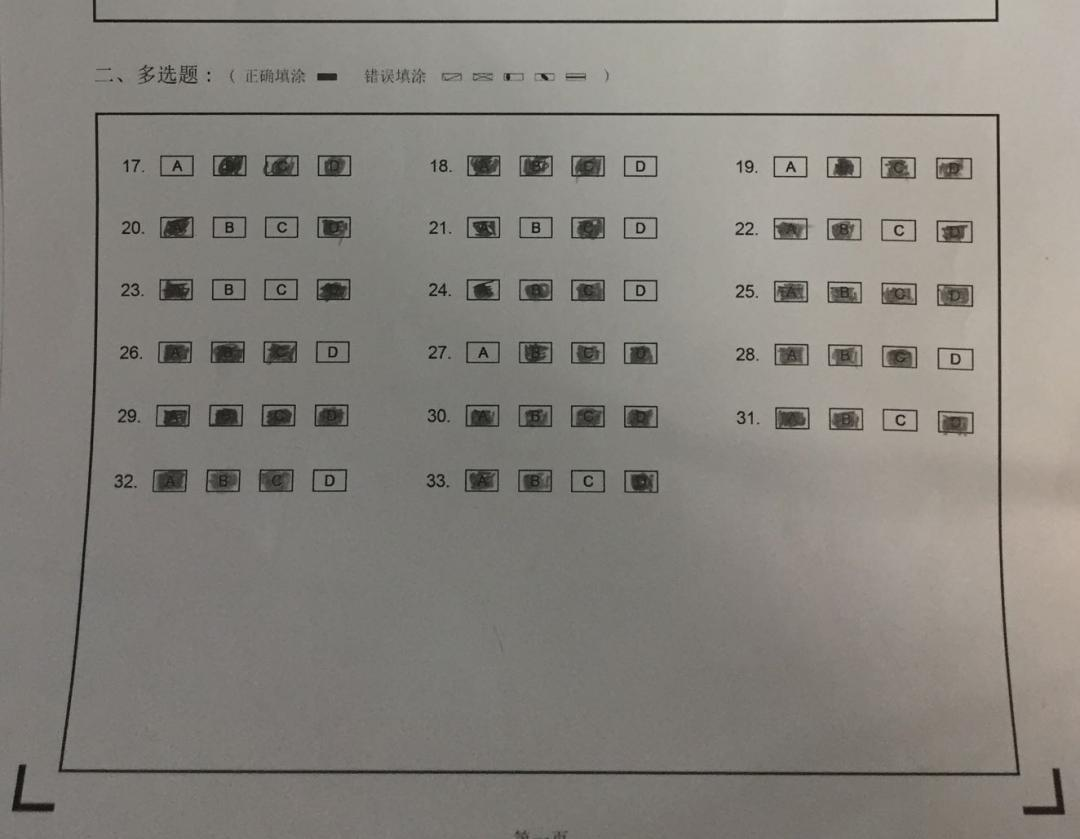 二、多选题：（ 正确填涂 错误填涂 ）
17. A B C D 18. A B C D 19. A B C D
20. A B C D 21. A B C D 22. A B C D
23. A B C D 24. A B C D 25. A B C D
26. A B C D 27. A B C D 28. A B C D
29. A B C D 30. A B C D 31. A B C D
32. A B C D 33. A B C D
第一页